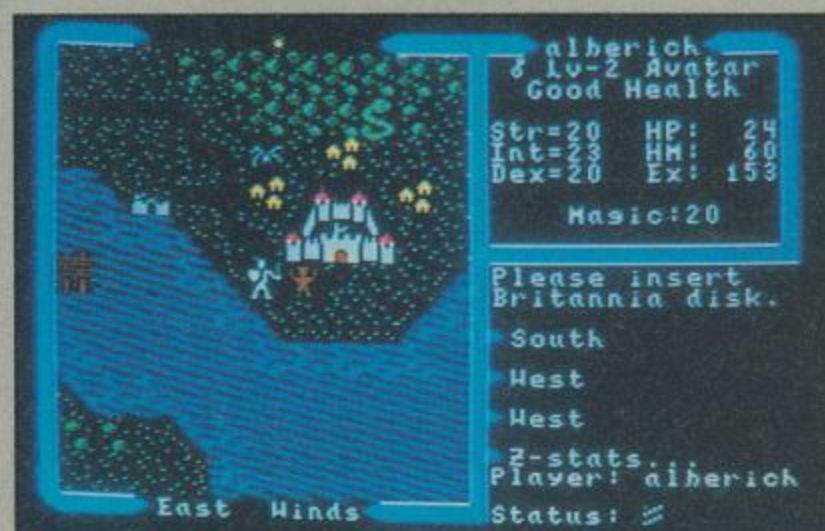 alberich
Lv-2 Avatar
Good Health
Str=20 HP: 24
Int=23 HM: 60
Dex=20 Ex: 153
Magic:20
Please insert
Britannia disk.
South
West
West
Z-stats...
Player: alberich
Status:
East Winds